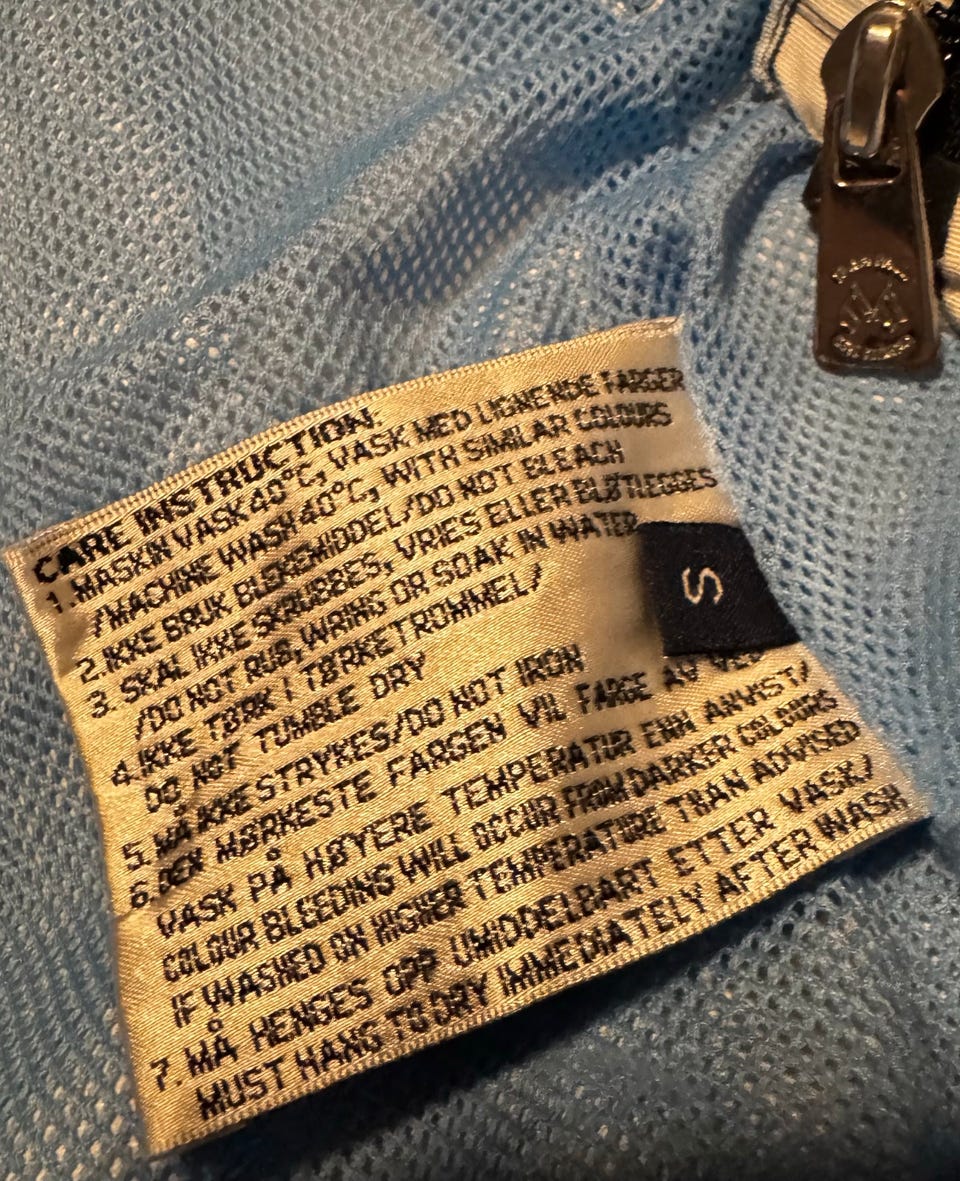 CARE INSTRUCTION:
1. MASKIN VASK 40°C, VASK MED LIGNENDE FARGER
/MACHINE WASH 40°C, WITH SIMILAR COLOURS
2. IKKE BRUK BLEKEMIDDEL/DO NOT BLEACH
3. SKAL IKKE SKRUBBES, VRIES ELLER BLØTLEGGES
/DO NOT RUB, WRING OR SOAK IN WATER
4. IKKE TØRK I TØRKETROMMEL/
DO NOT TUMBLE DRY
5. MÅ IKKE STRYKES/DO NOT IRON
6. DEN MØRKESTE FARGEN VIL FARGE AV VED
VASK PÅ HØYERE TEMPERATUR ENN ANVIST/
COLOUR BLEEDING WILL OCCUR FROM DARKER COLOURS
IF WASHED ON HIGHER TEMPERATURE THAN ADVISED
7. MÅ HENGES OPP UMIDDELBART ETTER VASK/
MUST HANG TO DRY IMMEDIATELY AFTER WASH
S